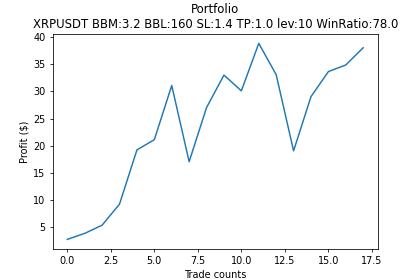 Portfolio
XRPUSDT BBM:3.2 BBL:160 SL:1.4 TP:1.0 lev:10 WinRatio:78.0
40
35
30
25
20
15
10
5
Profit ($)
0.0 2.5 5.0 7.5 10.0 12.5 15.0 17.5
Trade counts